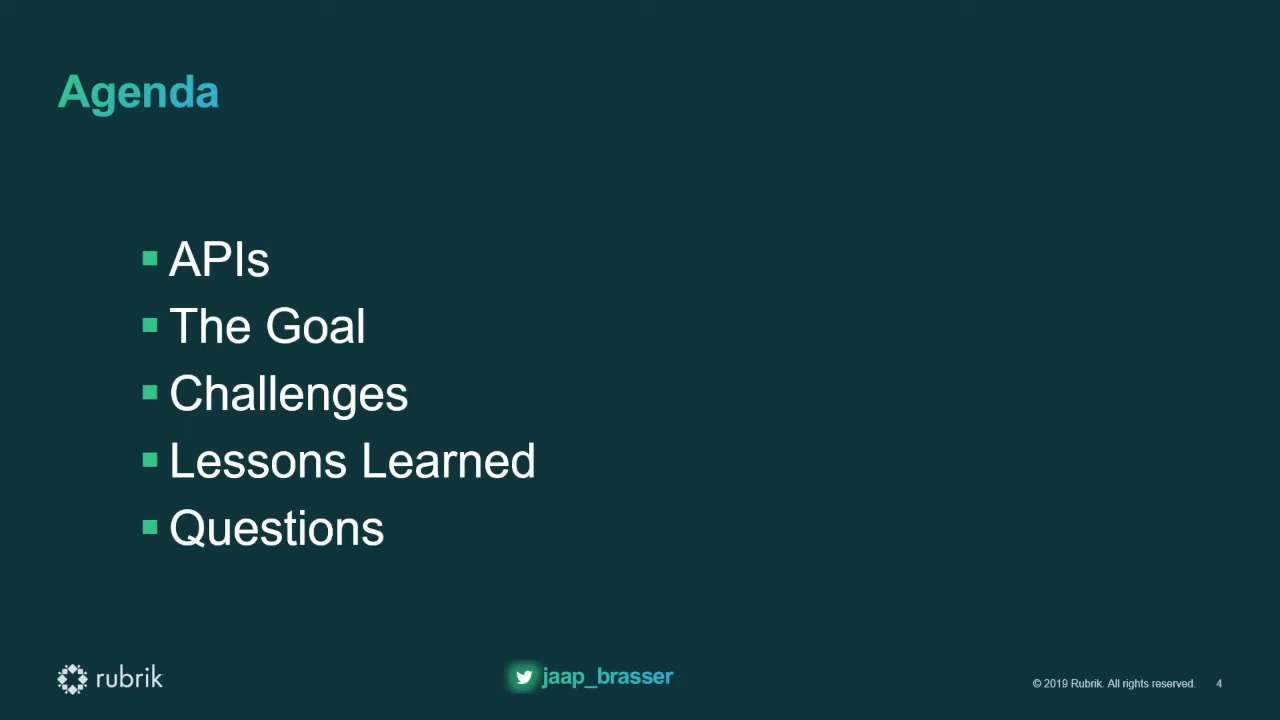 Agenda
APIs
The Goal
Challenges
Lessons Learned
Questions
rubrik
jaap_brasser
© 2019 Rubrik. All rights reserved.
4